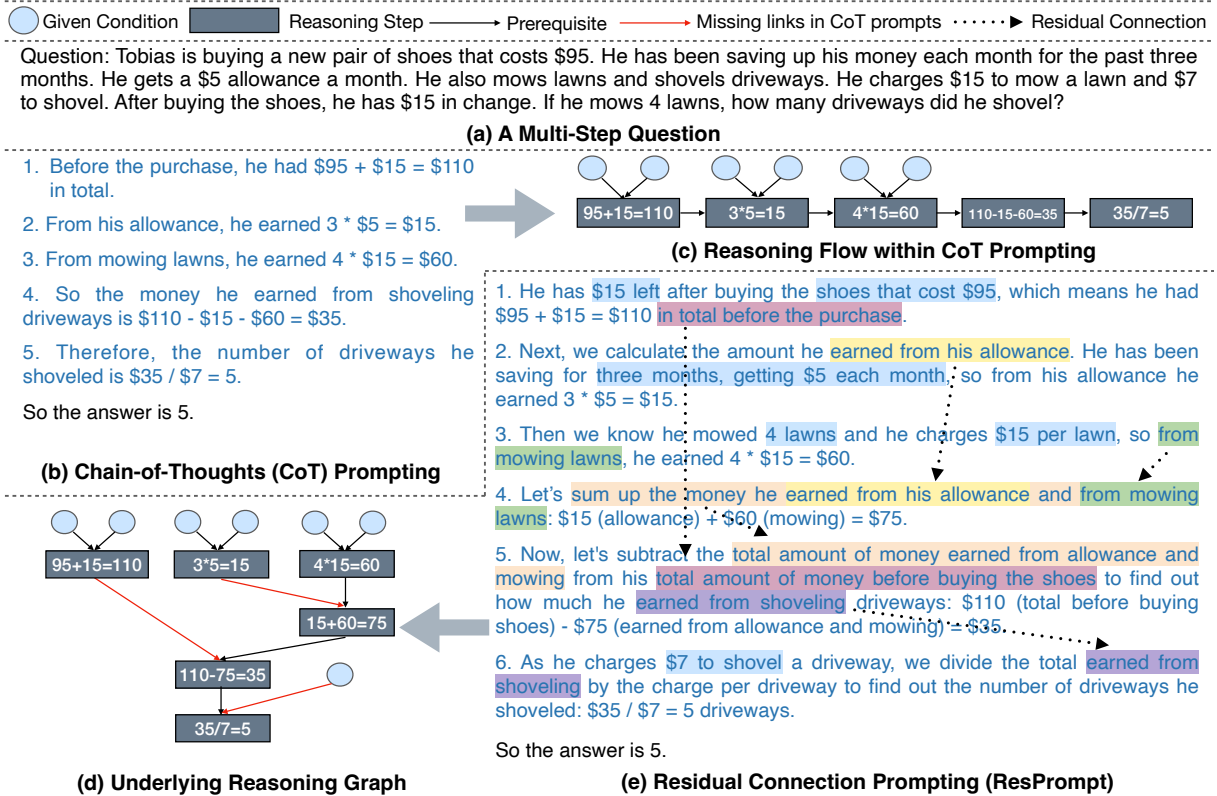 Given Condition Reasoning Step Prerequisite Missing links in CoT prompts Residual Connection
Question: Tobias is buying a new pair of shoes that costs $95. He has been saving up his money each month for the past three
months. He gets a $5 allowance a month. He also mows lawns and shovels driveways. He charges $15 to mow a lawn and $7
to shovel. After buying the shoes, he has $15 in change. If he mows 4 lawns, how many driveways did he shovel?
(a) A Multi-Step Question
1. Before the purchase, he had $95 + $15 = $110
in total.
2. From his allowance, he earned 3 * $5 = $15.
3. From mowing lawns, he earned 4 * $15 = $60.
4. So the money he earned from shoveling
driveways is $110 - $15 - $60 = $35.
5. Therefore, the number of driveways he
shoveled is $35 / $7 = 5.
So the answer is 5.
(b) Chain-of-Thoughts (CoT) Prompting
95+15=110 3*5=15 4*15=60 110-15-60=35 35/7=5
(c) Reasoning Flow within CoT Prompting
95+15=110 3*5=15 4*15=60
15+60=75
110-75=35
35/7=5
(d) Underlying Reasoning Graph
1. He has $15 left after buying the shoes that cost $95, which means he had
$95 + $15 = $110 in total before the purchase.
2. Next, we calculate the amount he earned from his allowance. He has been
saving for three months, getting $5 each month, so from his allowance he
earned 3 * $5 = $15.
3. Then we know he mowed 4 lawns and he charges $15 per lawn, so from
mowing lawns, he earned 4 * $15 = $60.
4. Let's sum up the money he earned from his allowance and from mowing
lawns: $15 (allowance) + $60 (mowing) = $75.
5. Now, let's subtract the total amount of money earned from allowance and
mowing from his total amount of money before buying the shoes to find out
how much he earned from shoveling driveways: $110 (total before buying
shoes) - $75 (earned from allowance and mowing) = $35.
6. As he charges $7 to shovel a driveway, we divide the total earned from
shoveling by the charge per driveway to find out the number of driveways he
shoveled: $35 / $7 = 5 driveways.
So the answer is 5.
(e) Residual Connection Prompting (ResPrompt)